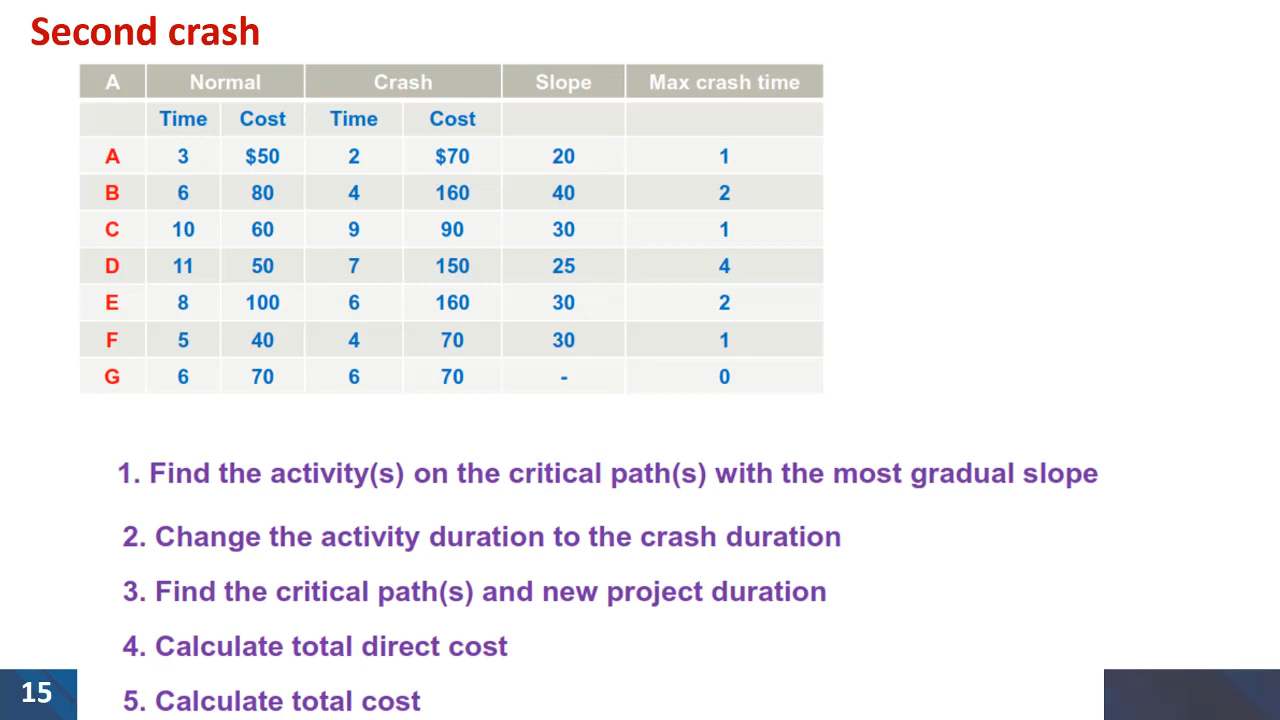 Second crash
A Normal Crash Slope Max crash time
Time Cost Time Cost
A 3 $50 2 $70 20 1
B 6 80 4 160 40 2
C 10 60 9 90 30 1
D 11 50 7 150 25 4
E 8 100 6 160 30 2
F 5 40 4 70 30 1
G 6 70 6 70 - 0
1. Find the activity(s) on the critical path(s) with the most gradual slope
2. Change the activity duration to the crash duration
3. Find the critical path(s) and new project duration
4. Calculate total direct cost
5. Calculate total cost
15